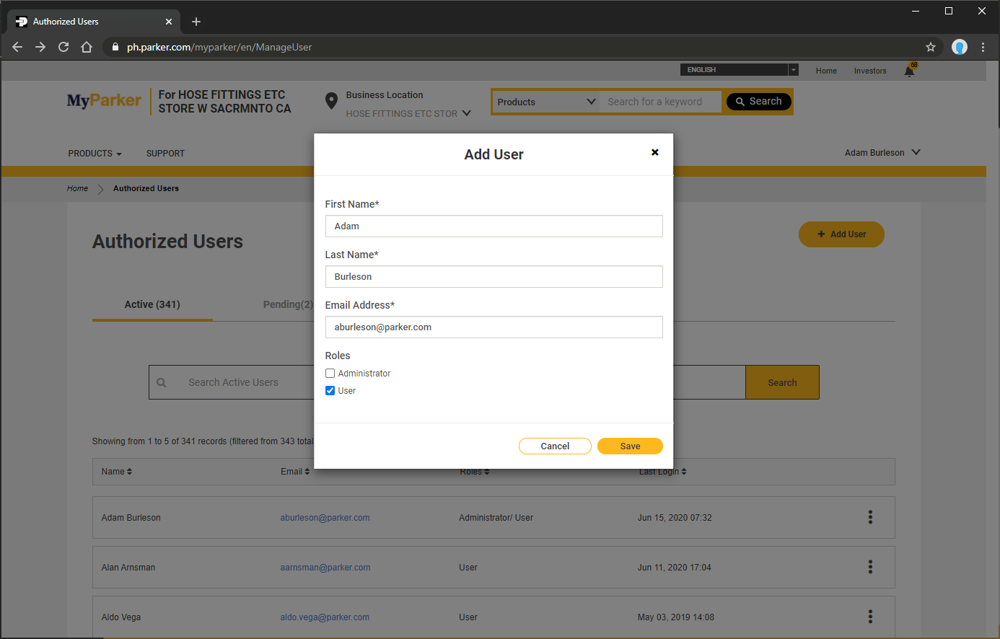 Authorized Users
ph.parker.com/myparker/en/ManageUser
ENGLISH
Home
Investors
68
MyParker
For HOSE FITTINGS ETC
STORE W SACRMNTO CA
Business Location
HOSE FITTINGS ETC STOR
Products
Search for a keyword
Search
PRODUCTS
SUPPORT
Adam Burleson
Home
Authorized Users
Authorized Users
+ Add User
Active (341)
Pending(2)
Search Active Users
Search
Showing from 1 to 5 of 341 records (filtered from 343 total
Add User
First Name*
Adam
Last Name*
Burleson
Email Address*
aburleson@parker.com
Roles
Administrator
User
Cancel
Save
Name
Email
Roles
Last Login
Adam Burleson
aburleson@parker.com
Administrator/ User
Jun 15, 2020 07:32
Alan Arnsman
aarnsman@parker.com
User
Jun 11, 2020 17:04
Aldo Vega
aldo.vega@parker.com
User
May 03, 2019 14:08